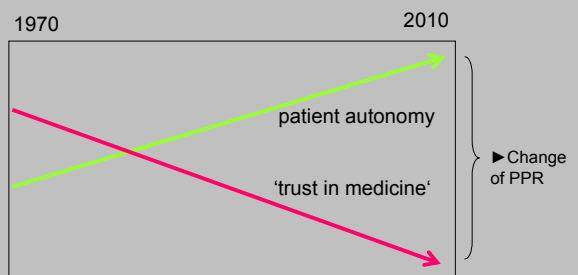 1970
2010
patient autonomy
►Change
of PPR
‘trust in medicine‘